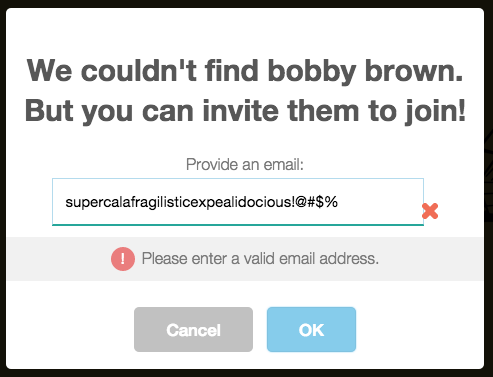 We couldn't find bobby brown.
But you can invite them to join!
Provide an email:
supercalafragilisticexpealidocious!@#$%
! Please enter a valid email address.
Cancel OK